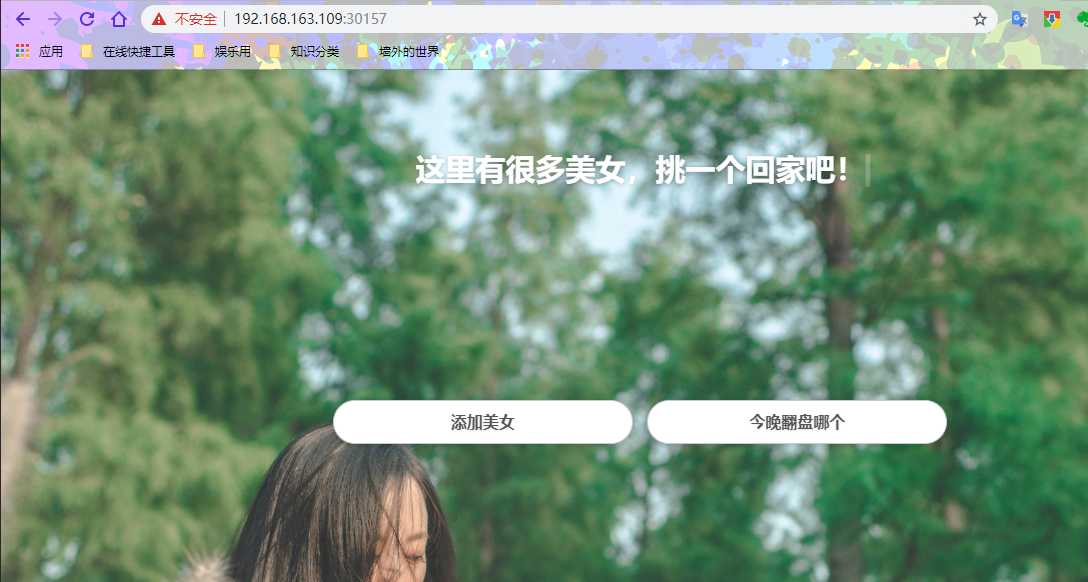 不安全 192.168.163.109:30157
应用 在线快捷工具 娱乐用 知识分类 墙外的世界
这里有很多美女，挑一个回家吧！
添加美女 今晚翻盘哪个